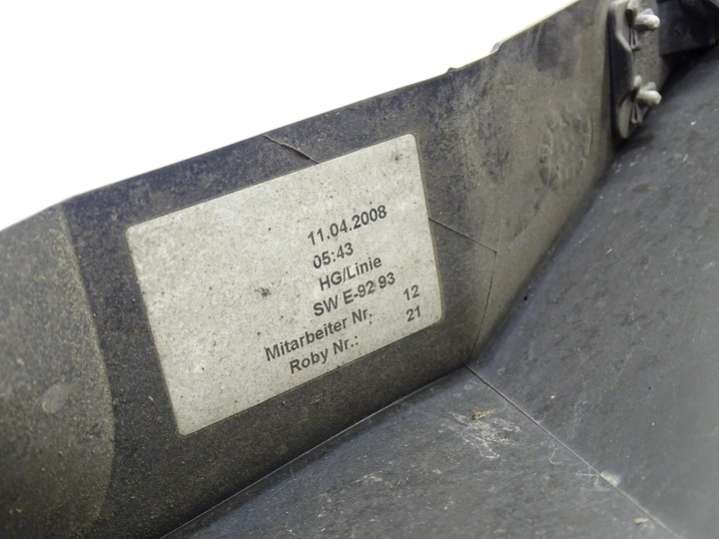 11.04.2008
05:43
HG/Linie
SW E-92 93
Mitarbeiter Nr. 12
Roby Nr.: 21